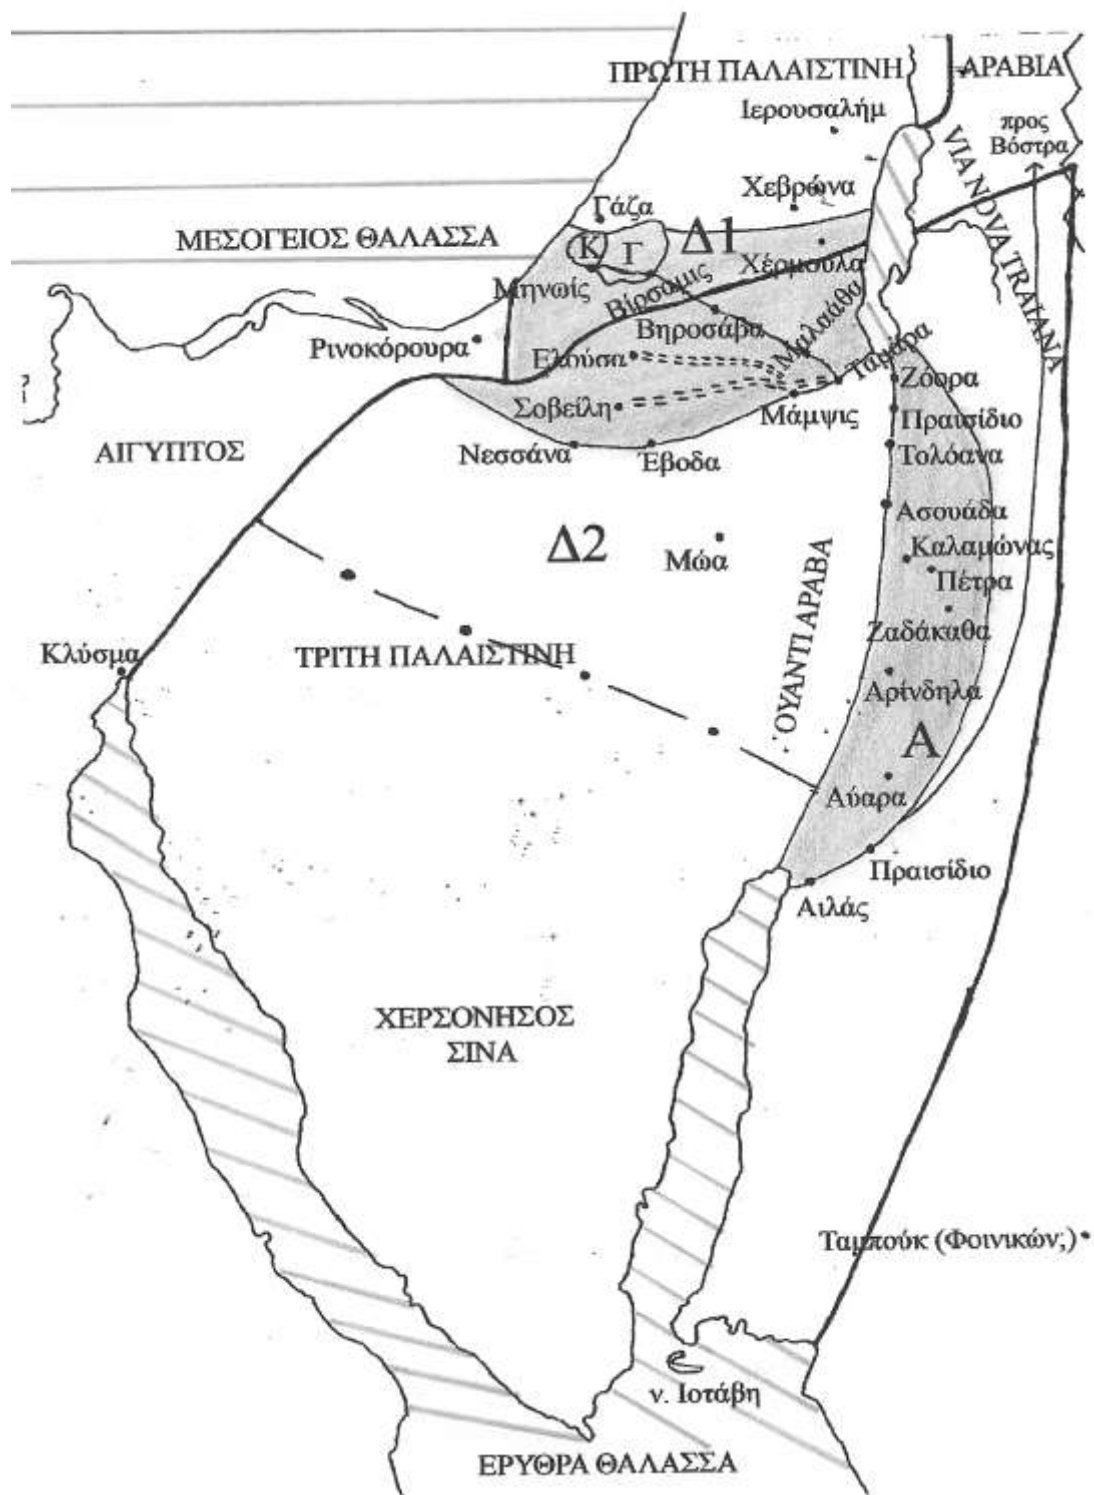 ΠΡΩΤΗ ΠΑΛΑΙΣΤΙΝΗ
ΑΡΑΒΙΑ
Ιερουσαλήμ
προς
Βόστρα
VIA NOVA TRAIANA
Χεβρώνα
Γάζα
ΜΕΣΟΓΕΙΟΣ ΘΑΛΑΣΣΑ
Κ
Γ
Δ1
Χέρμουλα
Μηνωίς
Βίρσαμις
Βηροσάβα
Μαλαάθα
Ταμάρα
Ρινοκόρουρα
Ελούσα
Ζόορα
Σοβείλη
Μάμψις
Πραισίδιο
ΑΙΓΥΠΤΟΣ
Νεσσάνα
Έβοδα
Τολόανα
Ασουάδα
Δ2
Μώα
Καλαμώνας
Πέτρα
ΟΥΑΝΤΙ ΑΡΑΒΑ
Ζαδάκαθα
Κλύσμα
ΤΡΙΤΗ ΠΑΛΑΙΣΤΙΝΗ
Αρίνδηλα
Α
Αύαρα
Πραισίδιο
Αιλάς
ΧΕΡΣΟΝΗΣΟΣ
ΣΙΝΑ
Ταμπούκ (Φοινικών;)
ν. Ιοτάβη
ΕΡΥΘΡΑ ΘΑΛΑΣΣΑ